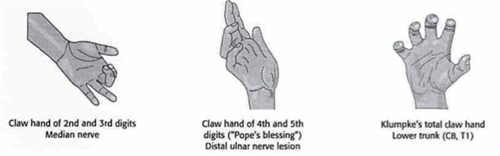 Claw hand of 2nd and 3rd digits
Median nerve
Claw hand of 4th and 5th
digits ("Pope's blessing")
Distal ulnar nerve lesion
Klumpke's total claw hand
Lower trunk (C8, T1)